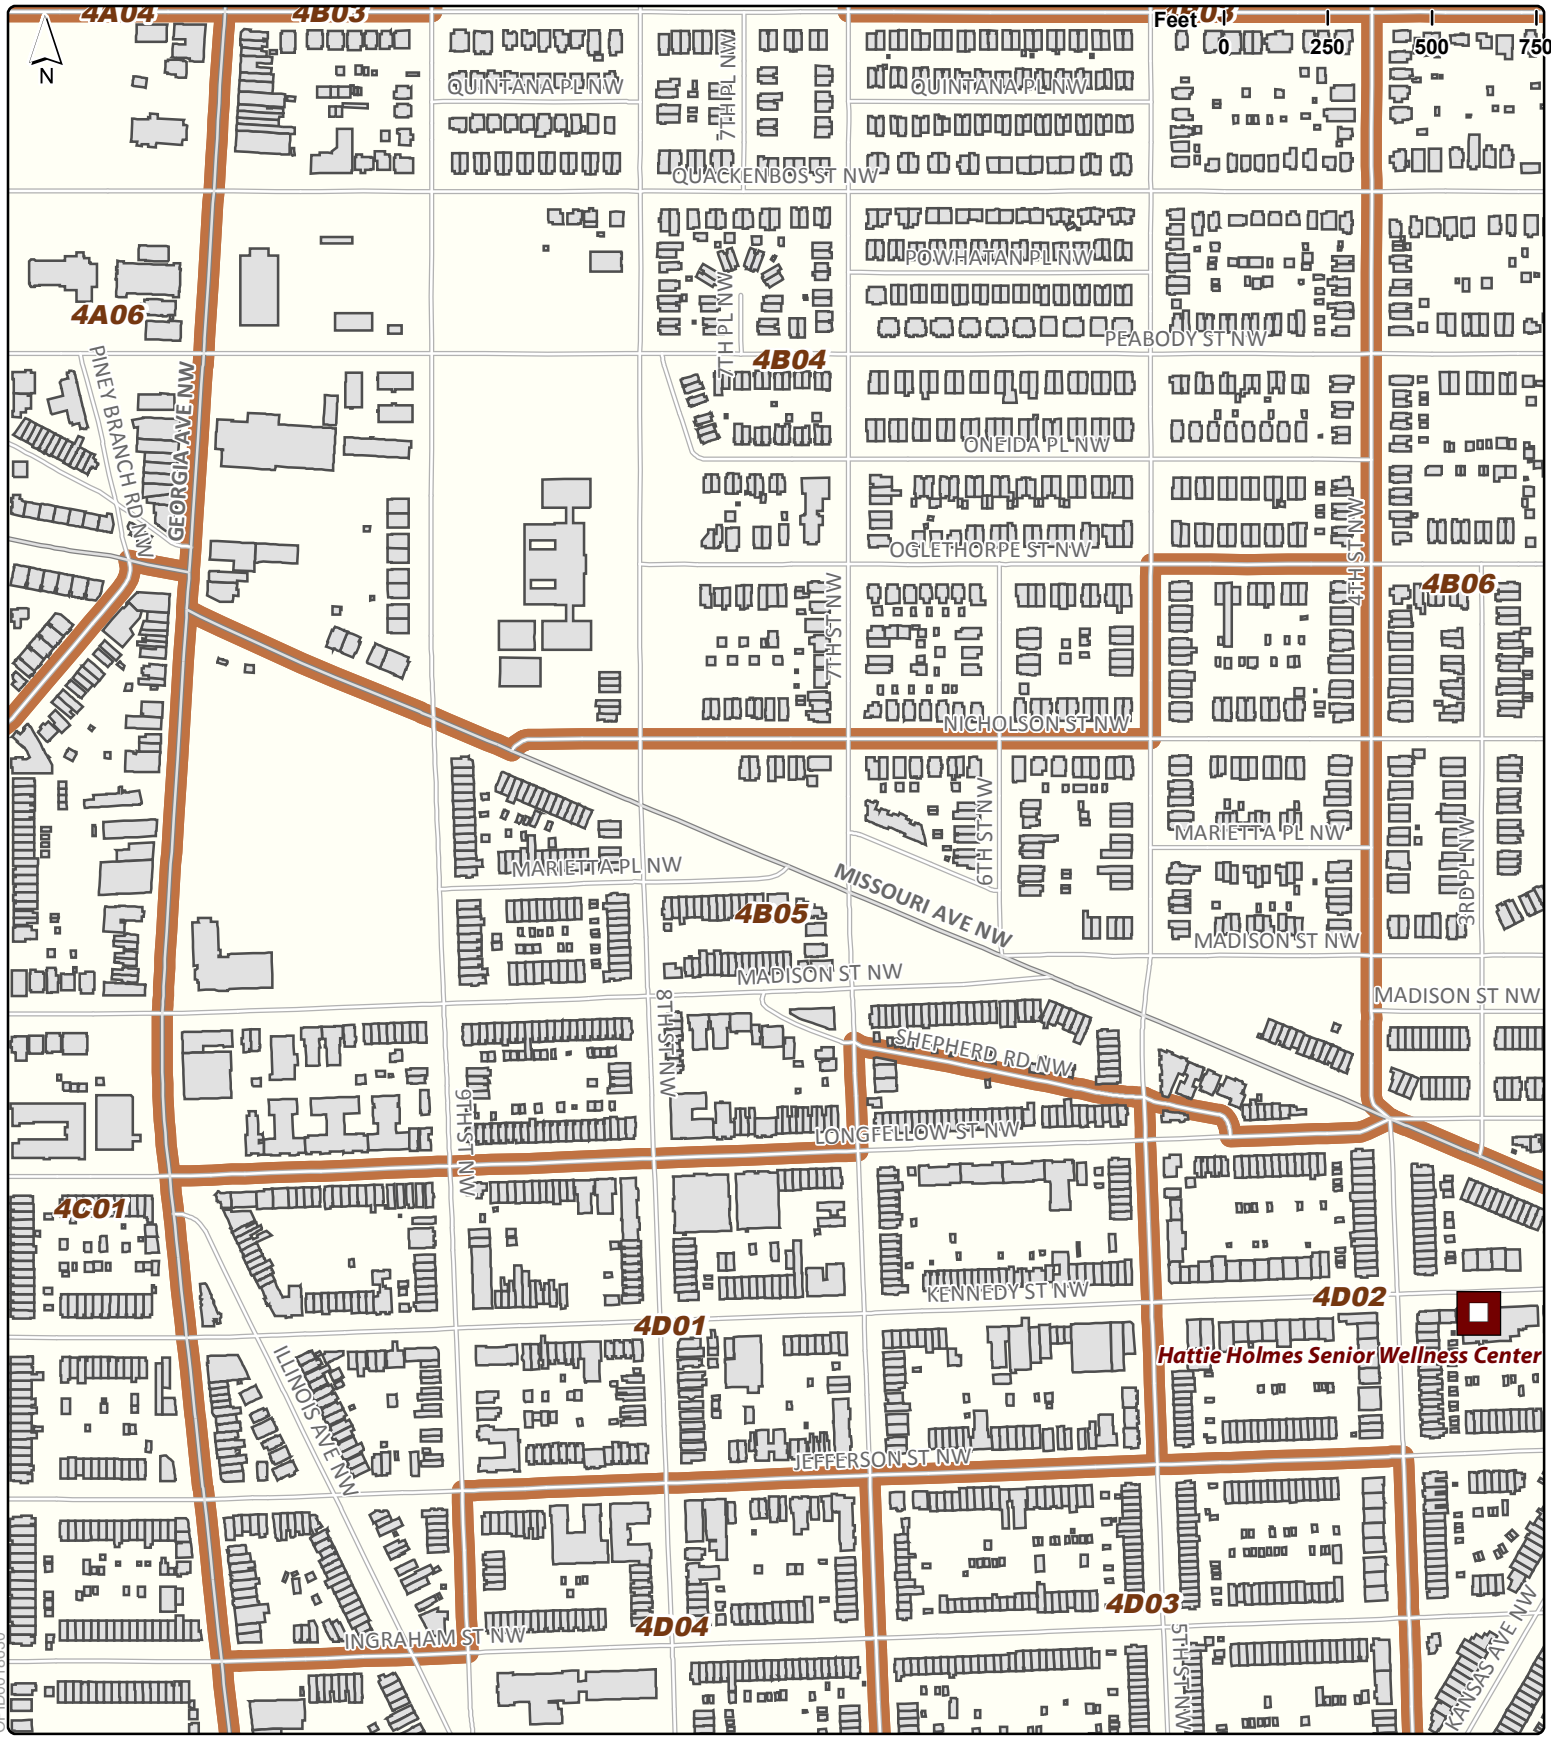 4A04
4B03
4B03
Feet
0
250
500
750
N
QUINTANA PL NW
7TH PL NW
QUINTANA PL NW
QUACKENBOS ST NW
POWHATAN PL NW
4A06
7TH PL NW
PEABODY ST NW
4B04
PINEY BRANCH RD NW
GEORGIA AVE NW
ONEIDA PL NW
OGLETHORPE ST NW
4TH ST NW
4B06
7TH ST NW
NICHOLSON ST NW
6TH ST NW
MARIETTA PL NW
3RD PL NW
MARIETTA PL NW
MISSOURI AVE NW
4B05
MADISON ST NW
MADISON ST NW
MADISON ST NW
8TH ST NW
SHEPHERD RD NW
9TH ST NW
LONGFELLOW ST NW
4C01
KENNEDY ST NW
4D02
4D01
Hattie Holmes Senior Wellness Center
ILLINOIS AVE NW
JEFFERSON ST NW
4D03
4D04
INGRAHAM ST NW
5TH ST NW
KANSAS AVE NW